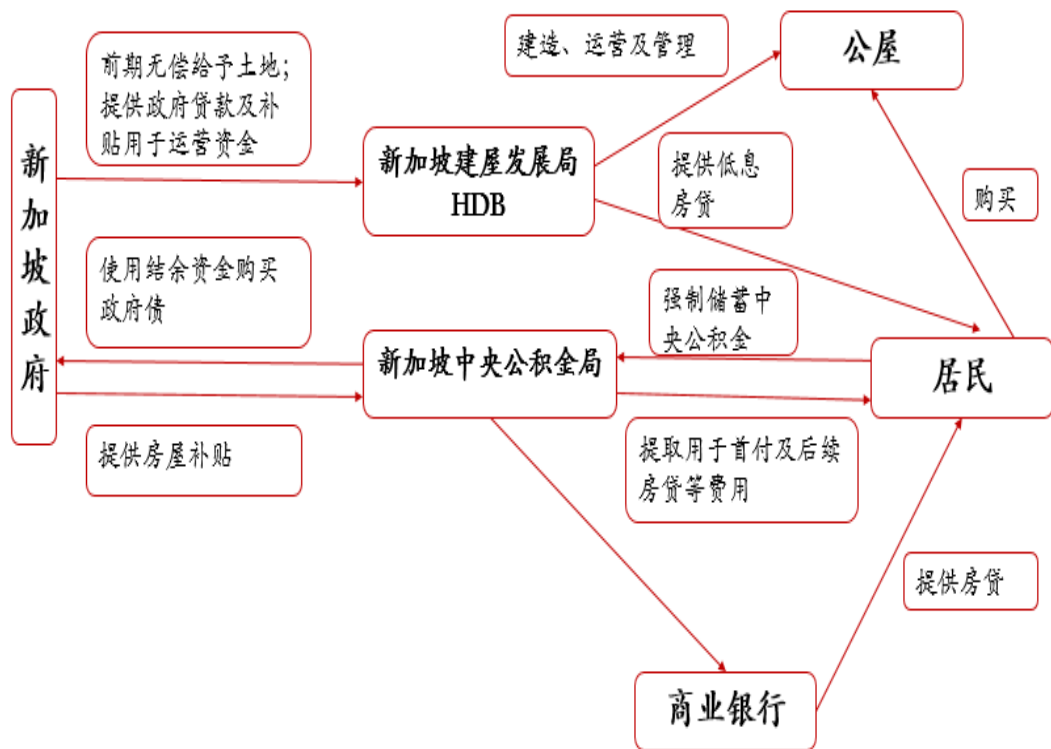 建造、运营及管理
公屋
前期无偿给予土地；
提供政府贷款及补
贴用于运营资金
新加坡政府
新加坡建屋发展局
HDB
提供低息
房贷
购买
使用结余资金购买
政府债
强制储蓄中
央公积金
新加坡中央公积金局
居民
提供房屋补贴
提取用于首付及后续
房贷等费用
提供房贷
商业银行